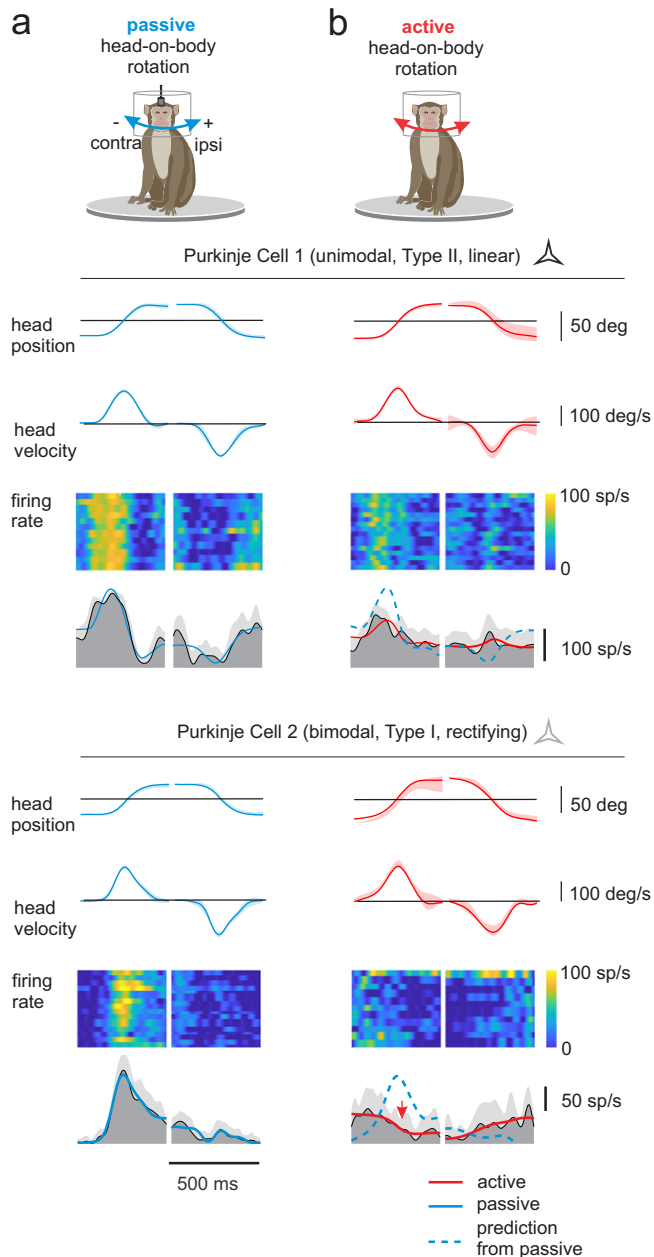 a
passive
head-on-body
rotation
-
+
contra
ipsi
b
active
head-on-body
rotation
Purkinje Cell 1 (unimodal, Type II, linear)
head
position
50 deg
head
velocity
100 deg/s
firing
rate
100 sp/s
0
100 sp/s
Purkinje Cell 2 (bimodal, Type I, rectifying)
head
position
50 deg
head
velocity
100 deg/s
firing
rate
100 sp/s
0
50 sp/s
500 ms
active
passive
prediction
from passive